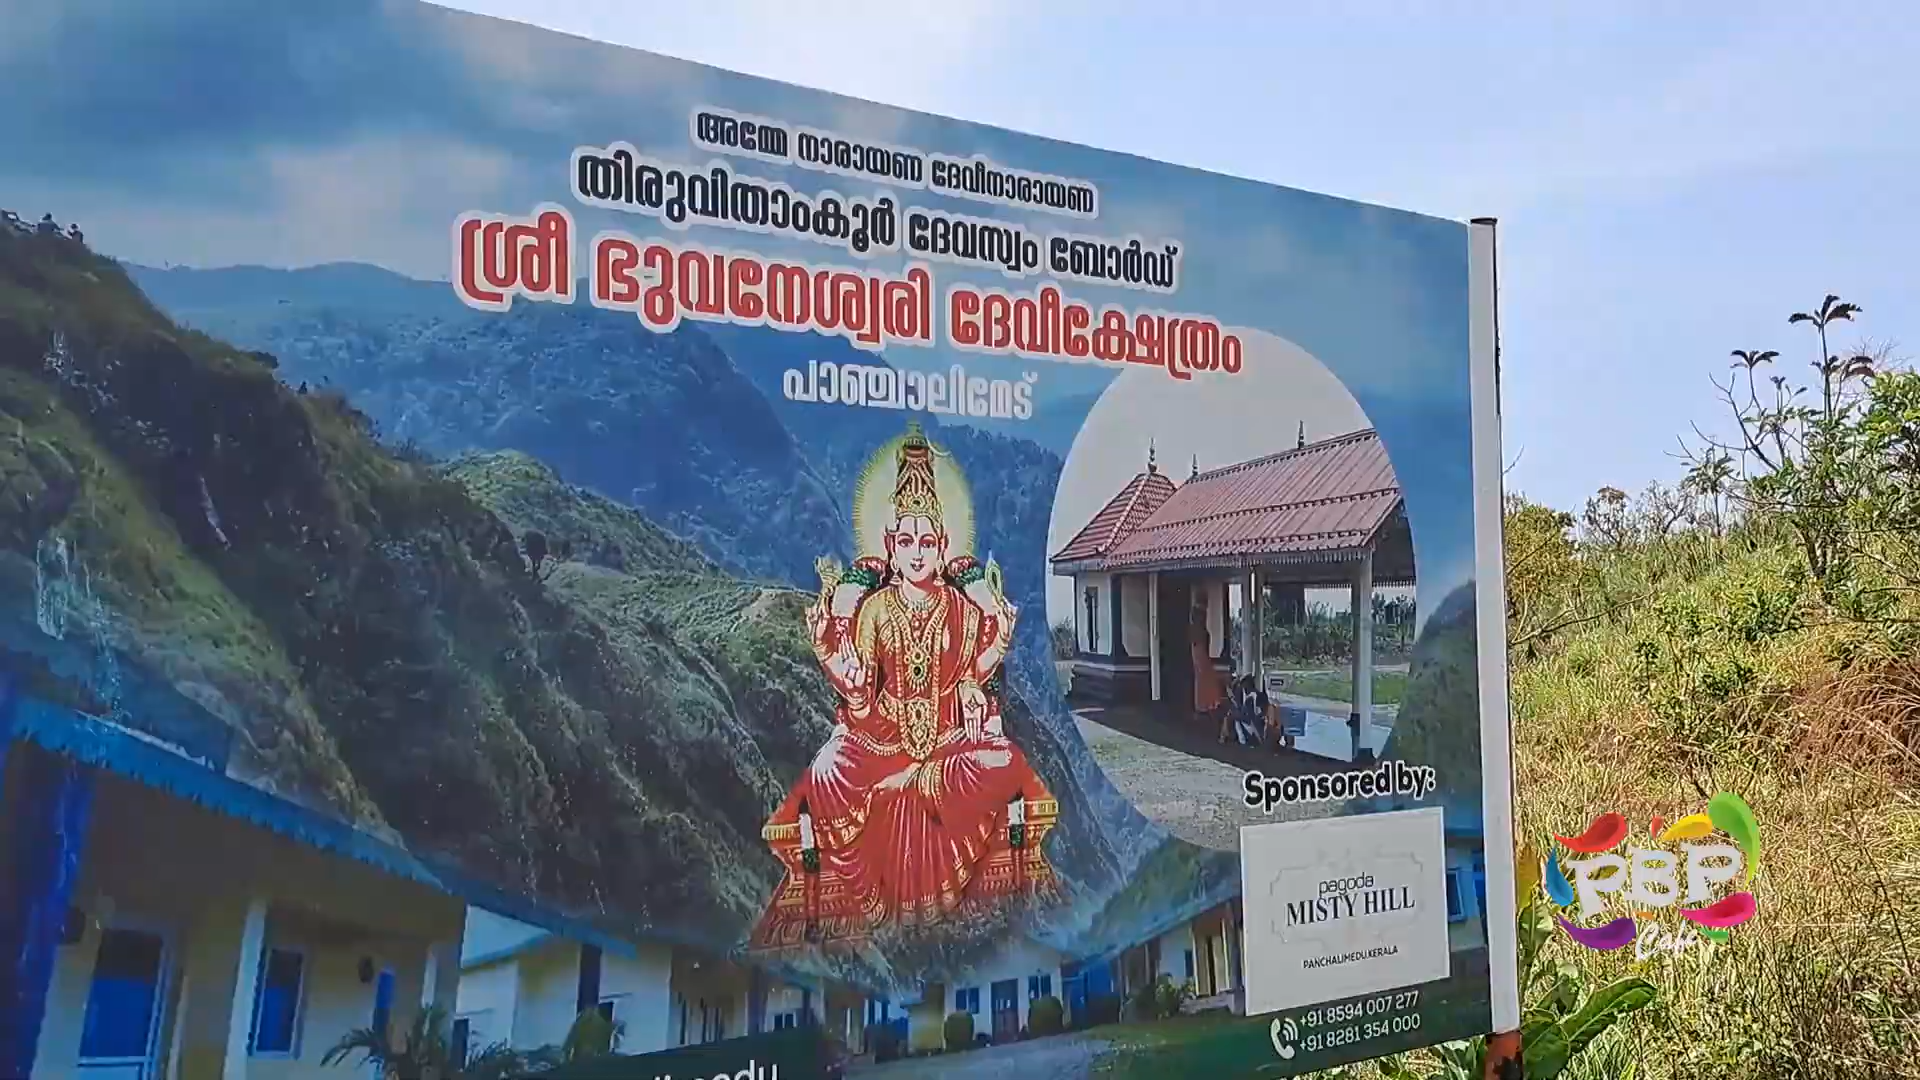 അമ്മേ നാരായണ ദേവീനാരായണ
തിരുവിതാംകൂർ ദേവസ്വം ബോർഡ്
ശ്രീ ഭുവനേശ്വരി ദേവീക്ഷേത്രം
പാഞ്ചാലിമേട്
Sponsored by:
pagoda
MISTY HILL
PANCHALIMEDU.KERALA
+91 8594 007 277
+91 8281 354 000
PBP
Café